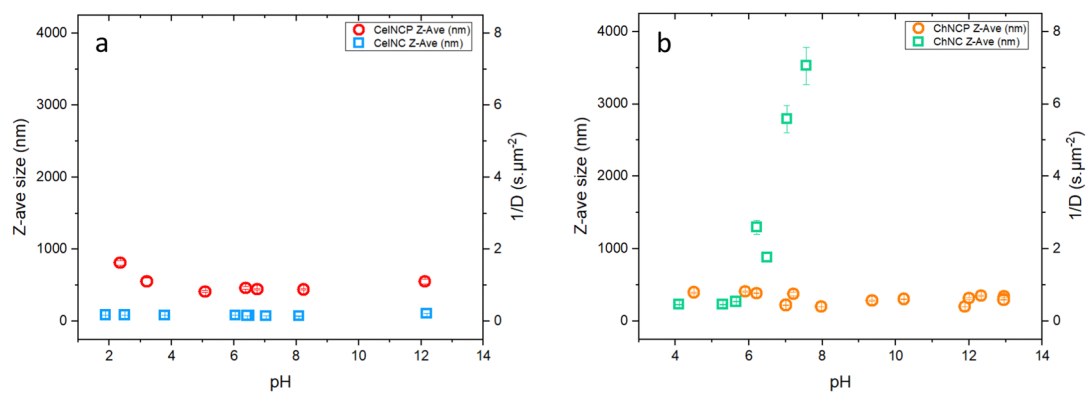 a
CelNCP Z-Ave (nm)
CelNC Z-Ave (nm)
4000
3000
2000
1000
0
Z-ave size (nm)
8
6
4
2
0
1/D (s.µm-2)
2 4 6 8 10 12 14
pH
b
ChNCP Z-Ave (nm)
ChNC Z-Ave (nm)
4000
3000
2000
1000
0
Z-ave size (nm)
8
6
4
2
0
1/D (s.µm-2)
4 6 8 10 12 14
pH